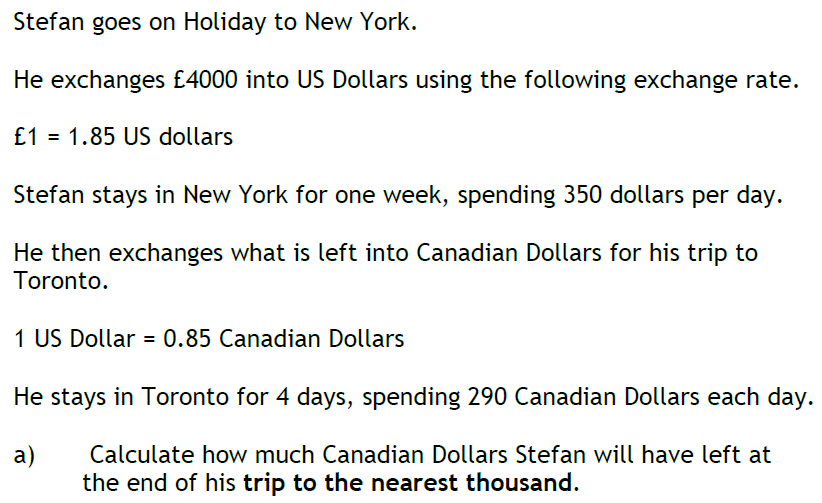 Stefan goes on Holiday to New York.
He exchanges £4000 into US Dollars using the following exchange rate.
£1 = 1.85 US dollars
Stefan stays in New York for one week, spending 350 dollars per day.
He then exchanges what is left into Canadian Dollars for his trip to
Toronto.
1 US Dollar = 0.85 Canadian Dollars
He stays in Toronto for 4 days, spending 290 Canadian Dollars each day.
a) Calculate how much Canadian Dollars Stefan will have left at
the end of his trip to the nearest thousand.